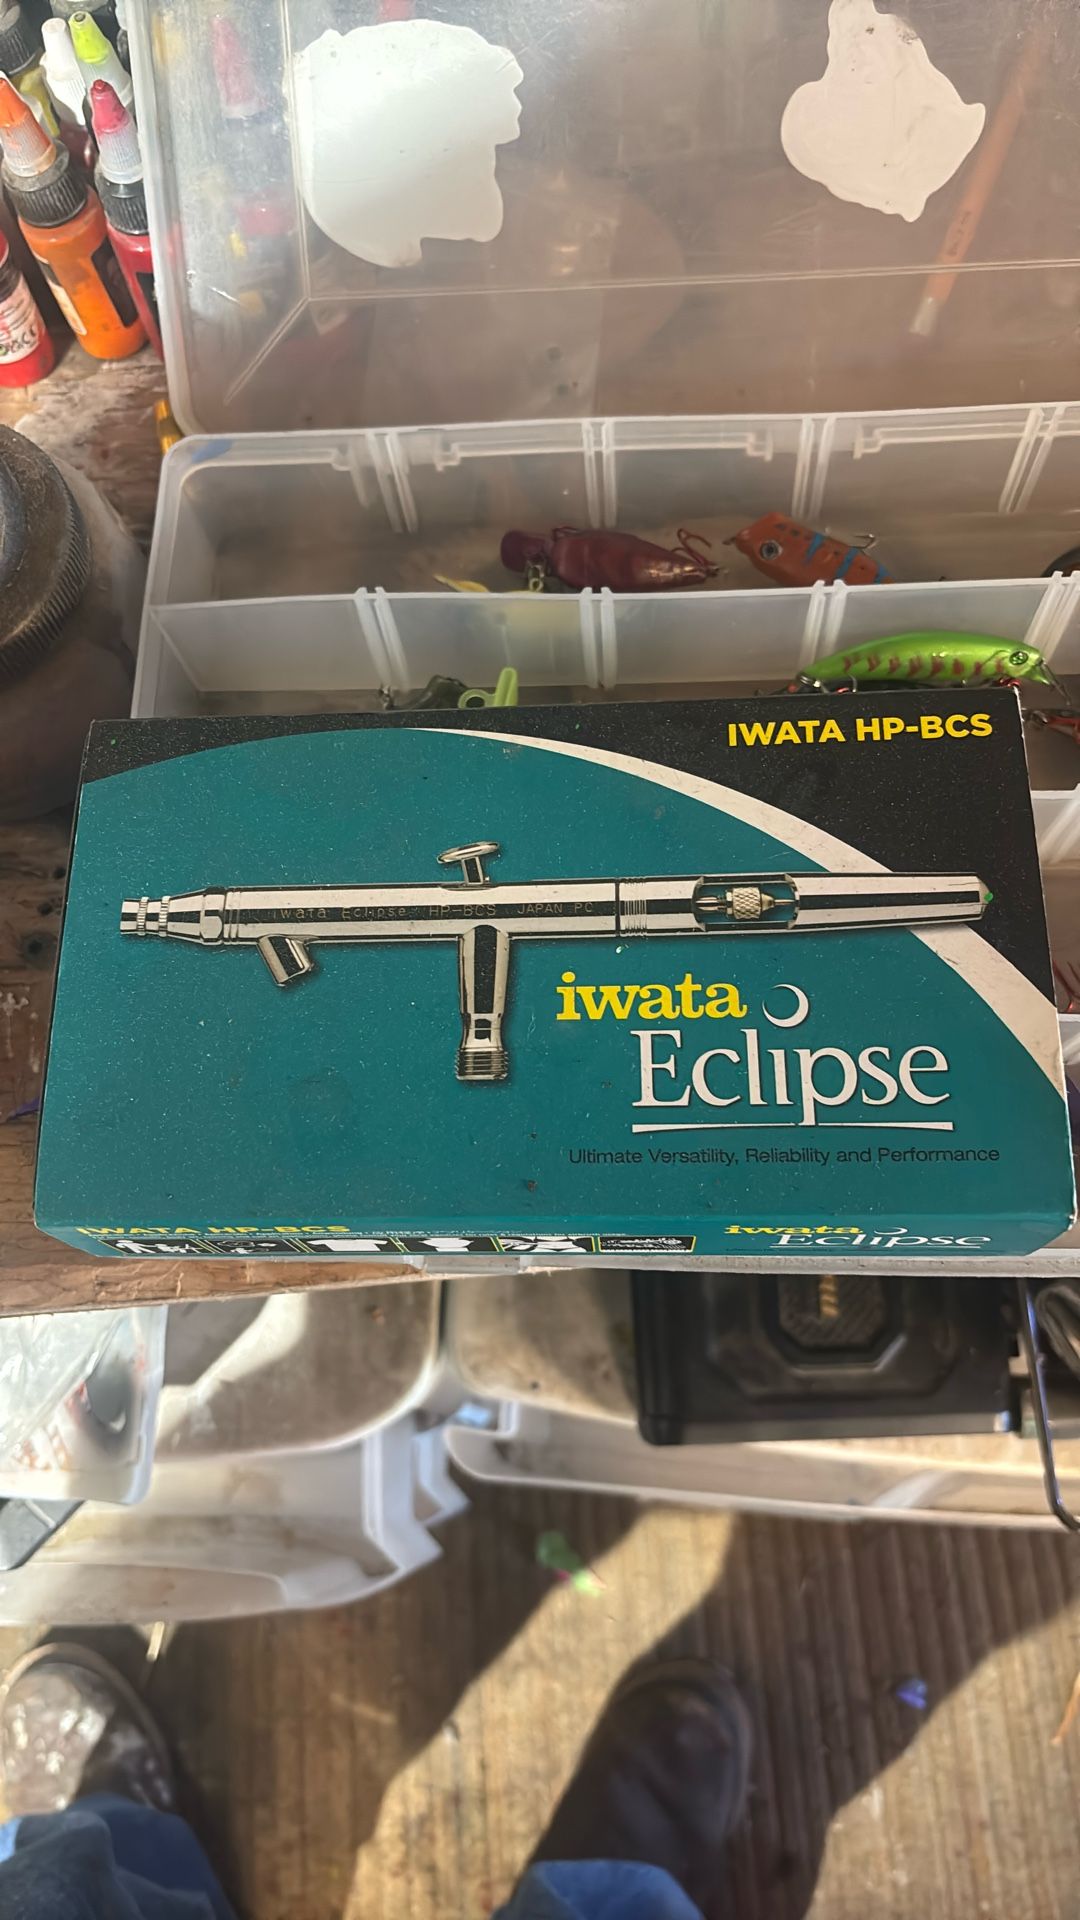 IWATA HP-BCS
iwata Eclipse HP-BCS JAPAN PC
iwata
Eclipse
Ultimate Versatility, Reliability and Performance
IWATA HP-BCS
iwata
Eclipse